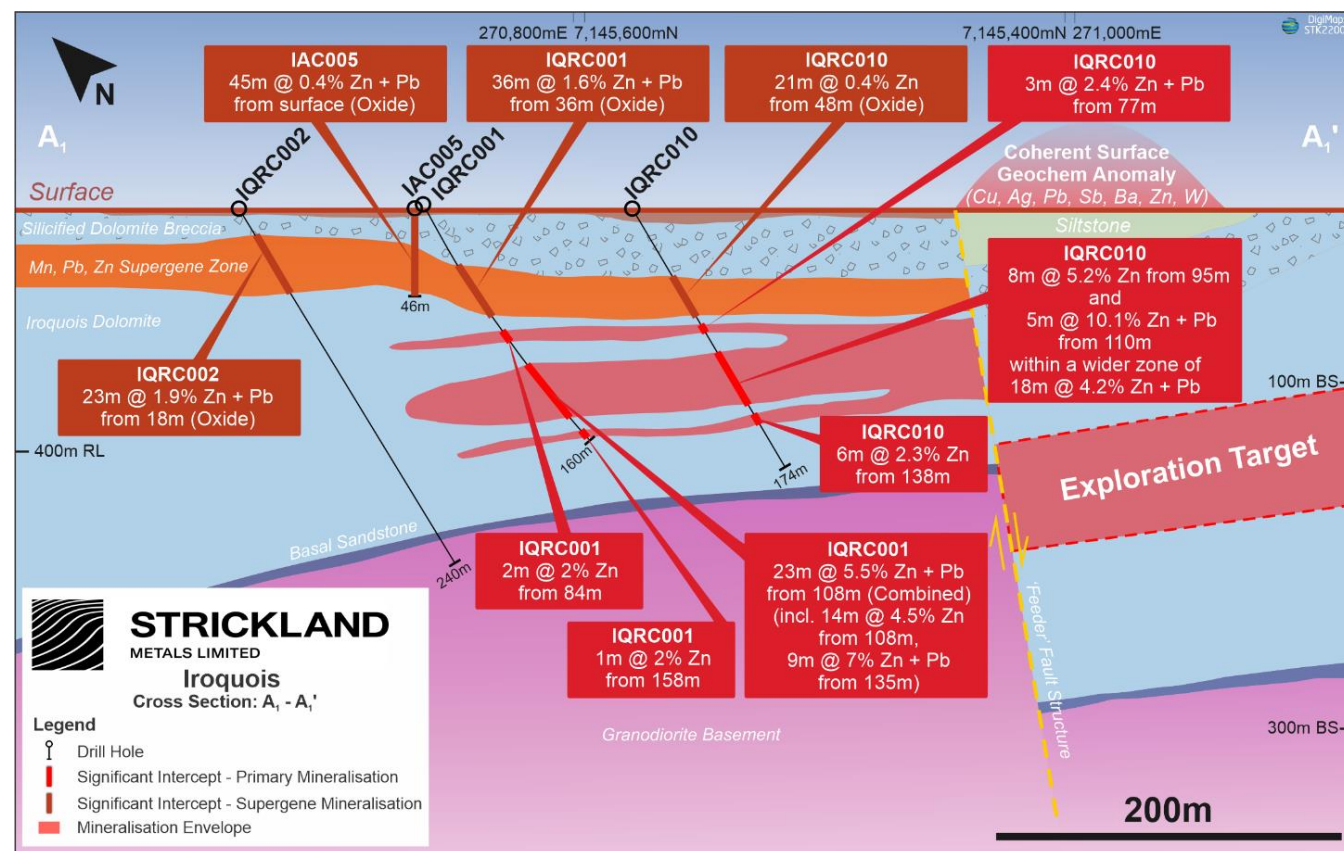 DigiMap
STK2200
270,800mE 7,145,600mN
7,145,400mN 271,000mE
N
A₁
A₁'
IAC005
45m @ 0.4% Zn + Pb
from surface (Oxide)
IQRC001
36m @ 1.6% Zn + Pb
from 36m (Oxide)
IQRC010
21m @ 0.4% Zn
from 48m (Oxide)
IQRC010
3m @ 2.4% Zn + Pb
from 77m
IQRC002
IAC005
IQRC001
IQRC010
Coherent Surface
Geochem Anomaly
(Cu, Ag, Pb, Sb, Ba, Zn, W)
Surface
Silicified Dolomite Breccia
Siltstone
Mn, Pb, Zn Supergene Zone
46m
Iroquois Dolomite
IQRC010
8m @ 5.2% Zn from 95m
and
5m @ 10.1% Zn + Pb
from 110m
within a wider zone of
18m @ 4.2% Zn + Pb
IQRC002
23m @ 1.9% Zn + Pb
from 18m (Oxide)
100m BS
400m RL
160m
174m
IQRC010
6m @ 2.3% Zn
from 138m
Exploration Target
Basal Sandstone
240m
IQRC001
2m @ 2% Zn
from 84m
IQRC001
1m @ 2% Zn
from 158m
IQRC001
23m @ 5.5% Zn + Pb
from 108m (Combined)
(incl. 14m @ 4.5% Zn
from 108m,
9m @ 7% Zn + Pb
from 135m)
'Feeder' Fault Structure
Granodiorite Basement
300m BS
200m
STRICKLAND
METALS LIMITED
Iroquois
Cross Section: A₁ - A₁'
Legend
Drill Hole
Significant Intercept - Primary Mineralisation
Significant Intercept - Supergene Mineralisation
Mineralisation Envelope